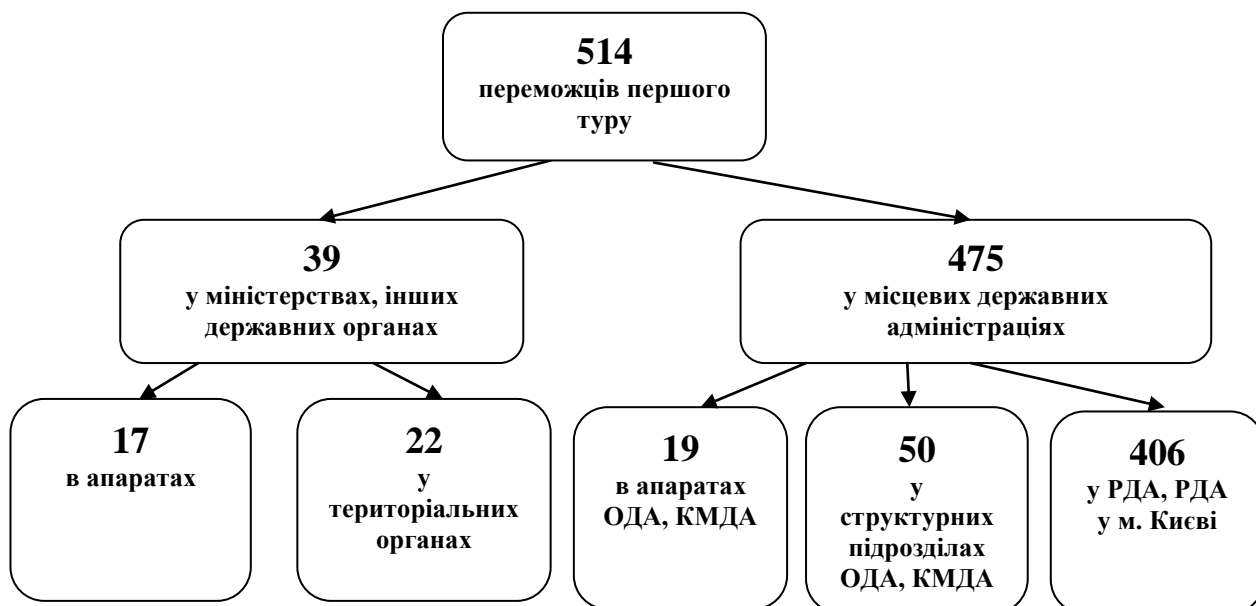 514
переможців першого
туру
39
у міністерствах, інших
державних органах
475
у місцевих державних
адміністраціях
17
в апаратах
22
у
територіальних
органах
19
в апаратах
ОДА, КМДА
50
у
структурних
підрозділах
ОДА, КМДА
406
у РДА, РДА
у м. Києві